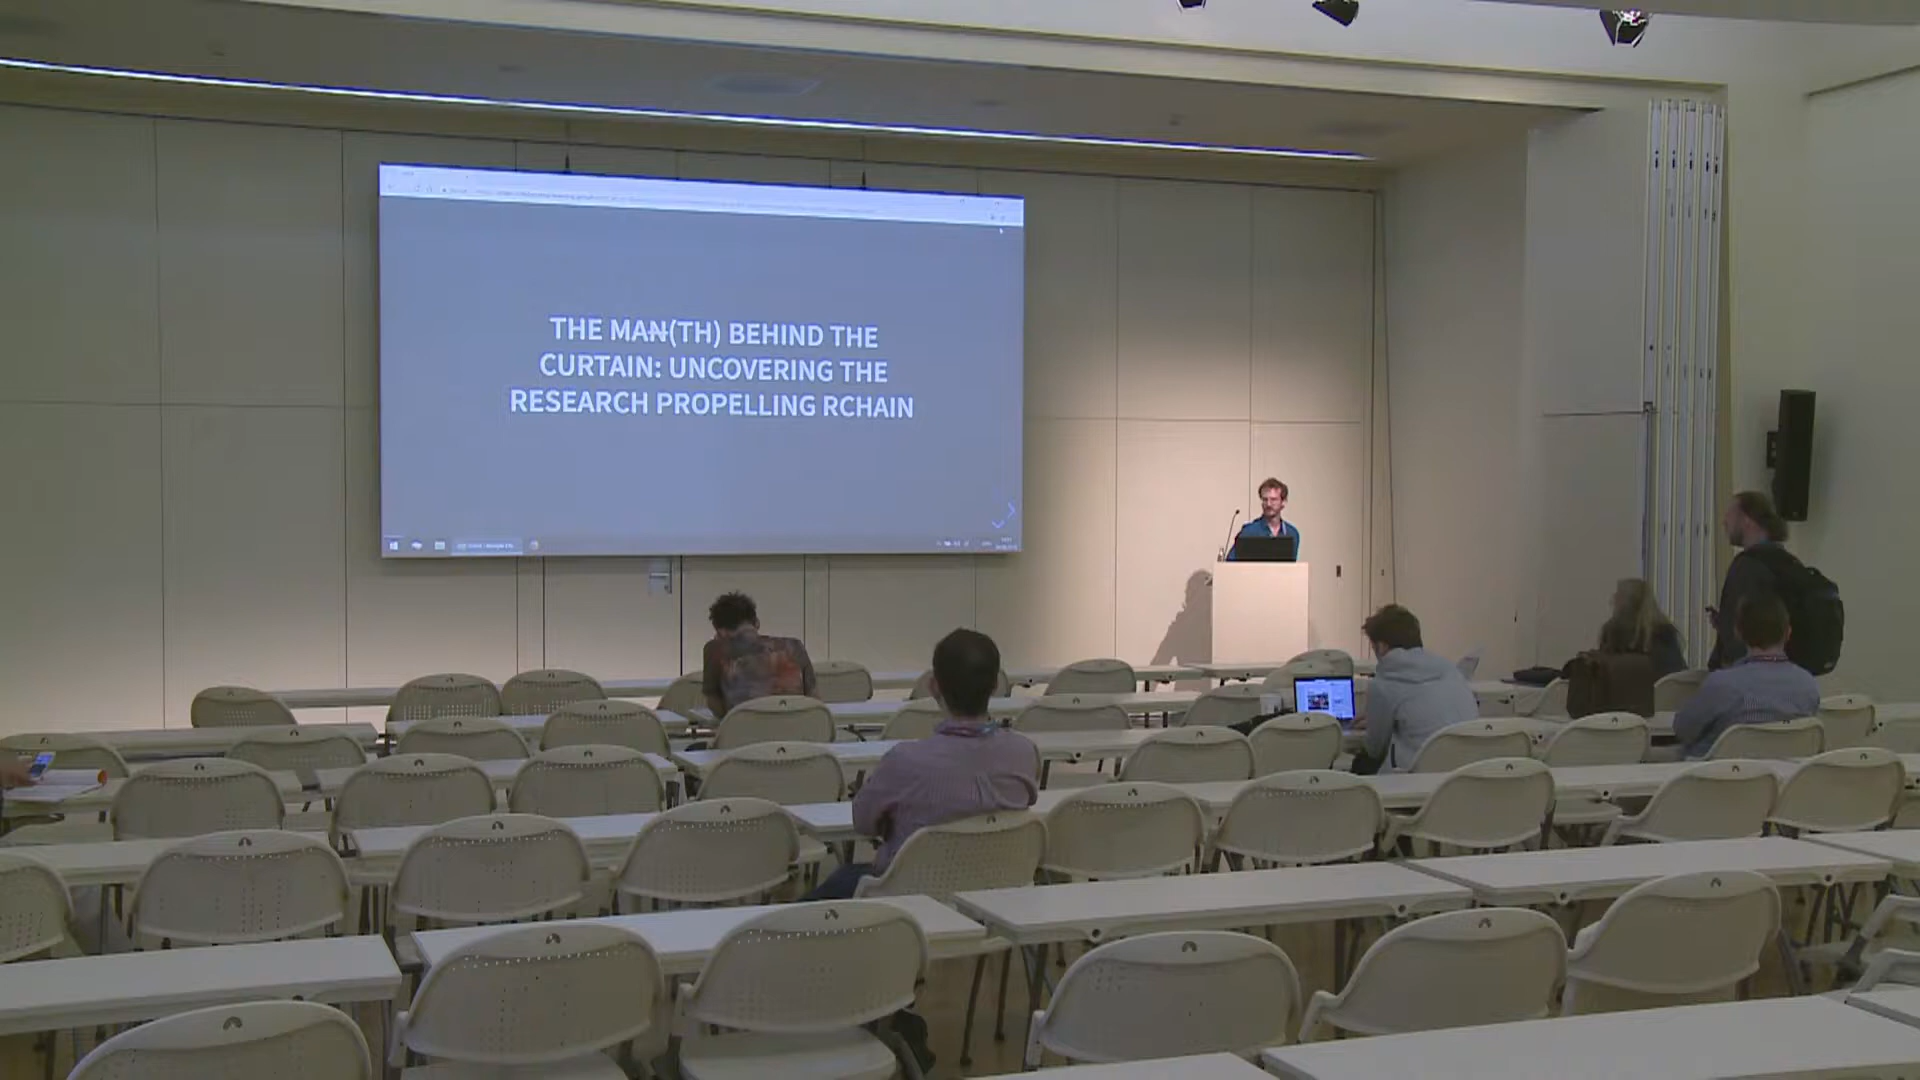 THE MAN(TH) BEHIND THE
CURTAIN: UNCOVERING THE
RESEARCH PROPELLING RCHAIN